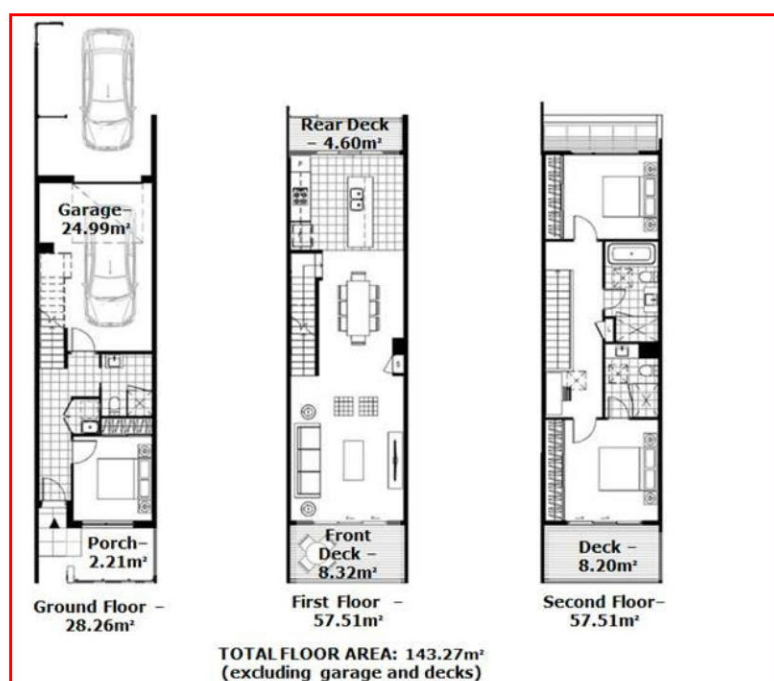 Rear Deck
– 4.60m²
Garage–
24.99m²
Porch–
2.21m²
Front
Deck –
8.32m²
Deck –
8.20m²
Ground Floor –
28.26m²
First Floor –
57.51m²
Second Floor–
57.51m²
TOTAL FLOOR AREA: 143.27m²
(excluding garage and decks)